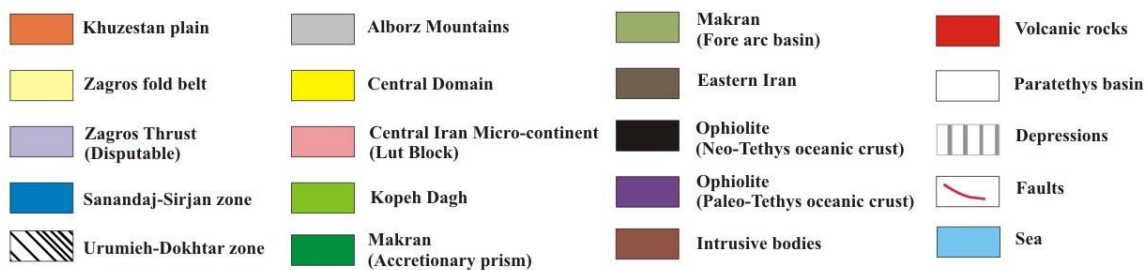 Khuzestan plain
Zagros fold belt
Zagros Thrust
(Disputable)
Sanandaj-Sirjan zone
Urumieh-Dokhtar zone
Alborz Mountains
Central Domain
Central Iran Micro-continent
(Lut Block)
Kopeh Dagh
Makran
(Accretionary prism)
Makran
(Fore arc basin)
Eastern Iran
Ophiolite
(Neo-Tethys oceanic crust)
Ophiolite
(Paleo-Tethys oceanic crust)
Intrusive bodies
Volcanic rocks
Paratethys basin
Depressions
Faults
Sea